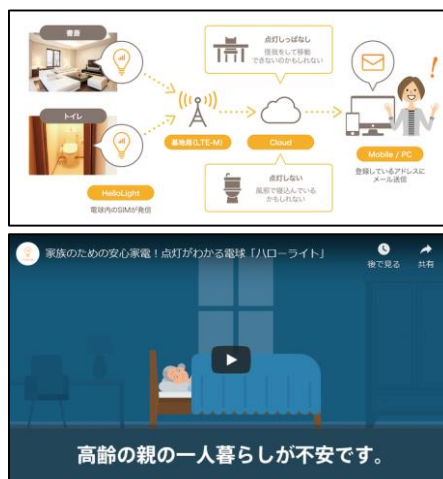 書斎
トイレ
HelloLight
電球内のSIMが発信
基地局(LTE-M)
点灯しっぱなし
怪我をして移動
できないのかもしれない
Cloud
点灯しない
風邪で寝込んでいる
かもしれない
Mobile / PC
登録しているアドレスに
メール送信
家族のための安心家電！点灯がわかる電球「ハローライト」
後で見る
共有
高齢の親の一人暮らしが不安です。